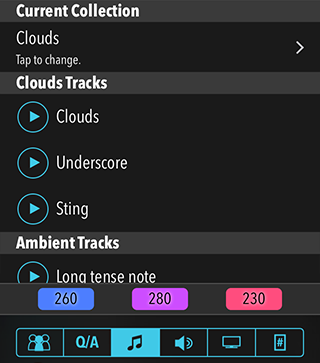 Current Collection
Clouds
Tap to change.
Clouds Tracks
Clouds
Underscore
Sting
Ambient Tracks
Long tense note
260 280 230
Q/A #